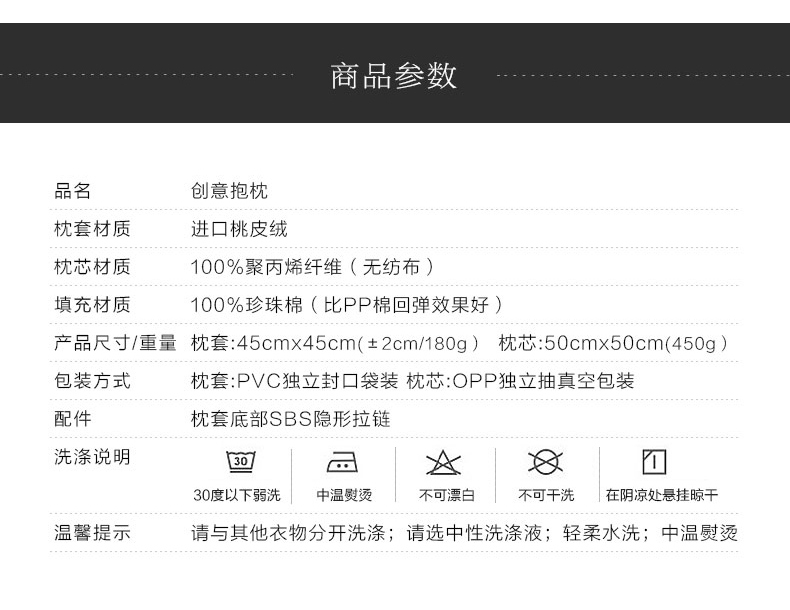 商品参数
品名 创意抱枕
枕套材质 进口桃皮绒
枕芯材质 100%聚丙烯纤维（无纺布）
填充材质 100%珍珠棉（比PP棉回弹效果好）
产品尺寸/重量 枕套:45cmx45cm(±2cm/180g） 枕芯:50cmx50cm(450g）
包装方式 枕套:PVC独立封口袋装 枕芯:OPP独立抽真空包装
配件 枕套底部SBS隐形拉链
洗涤说明
30
30度以下弱洗 中温熨烫 不可漂白 不可干洗 在阴凉处悬挂晾干
温馨提示 请与其他衣物分开洗涤；请选中性洗涤液；轻柔水洗；中温熨烫